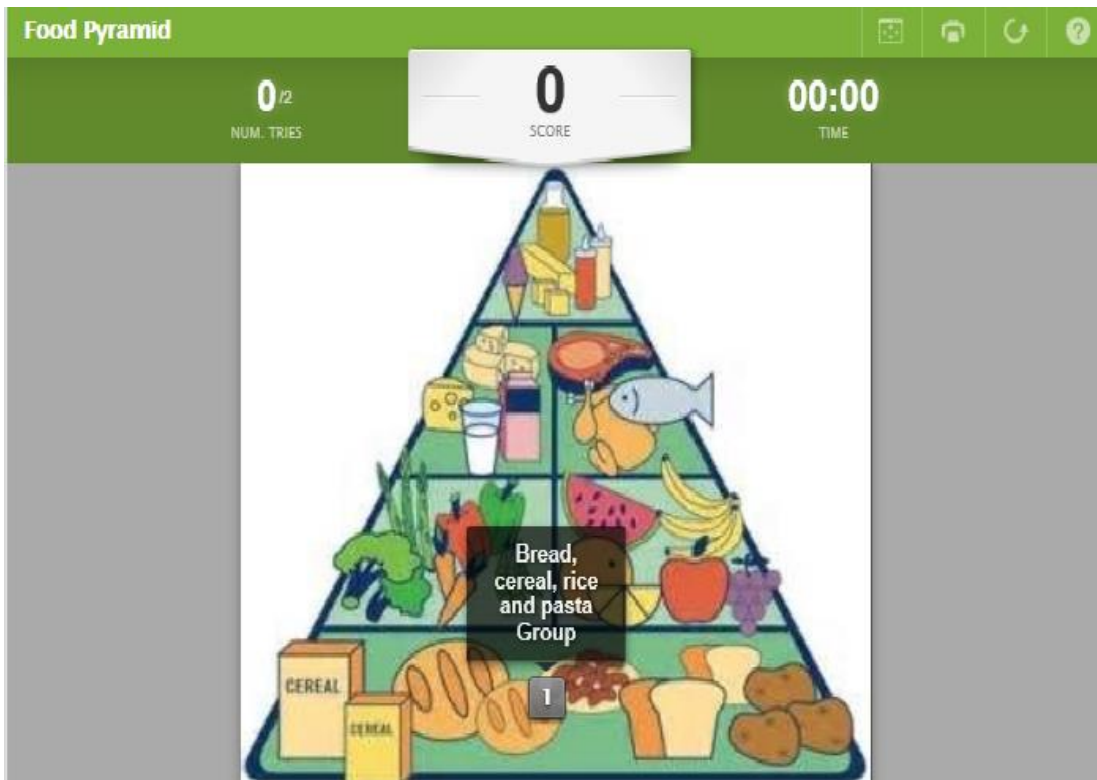 Food Pyramid
?
0 /2
NUM. TRIES
0
SCORE
00:00
TIME
Bread,
cereal, rice
and pasta
Group
1
CEREAL
CEREAL